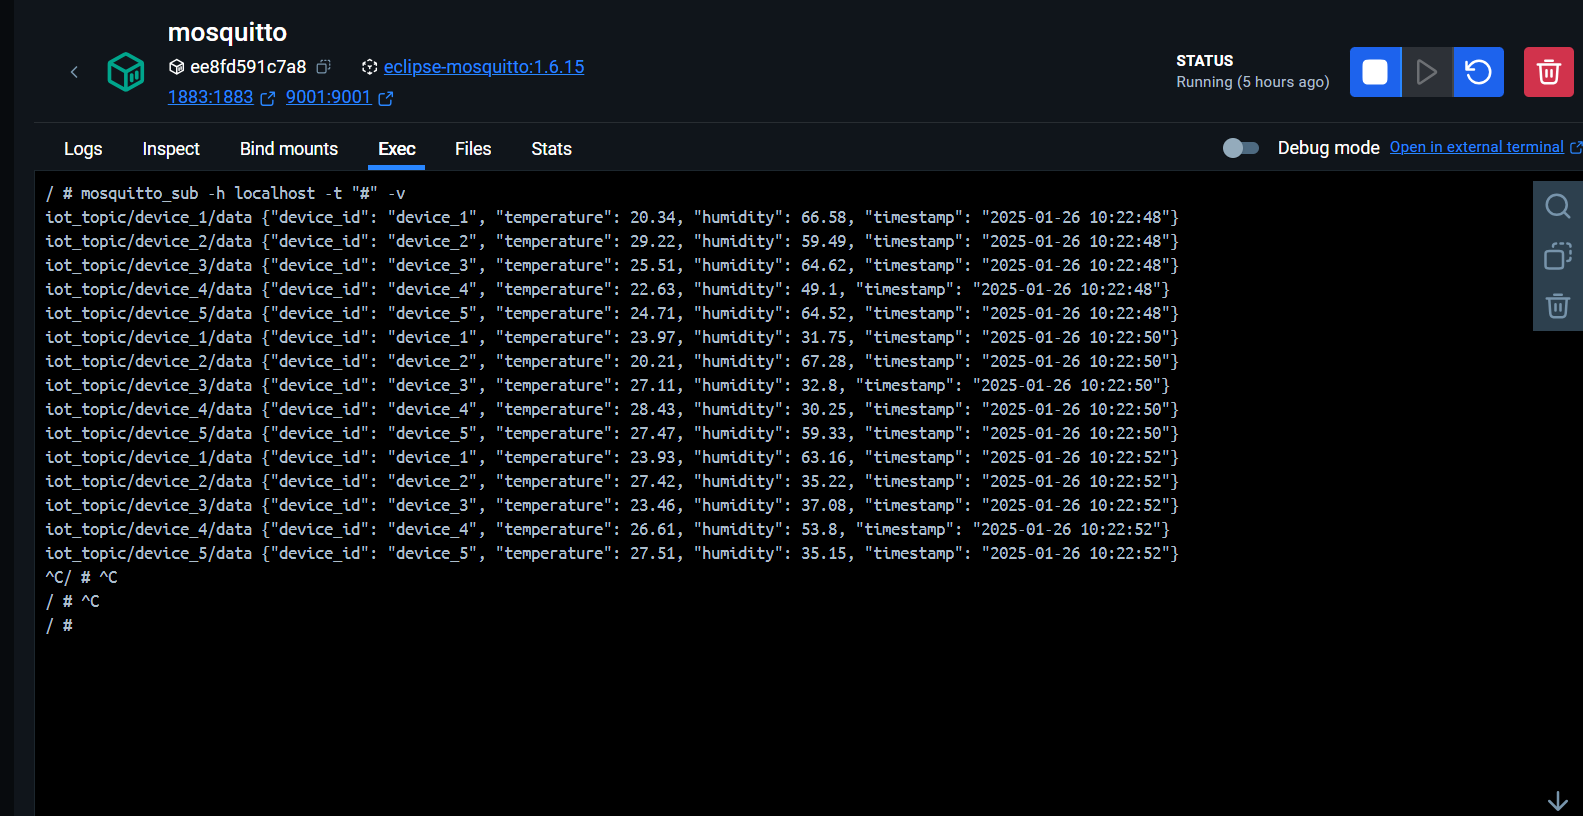 mosquitto
ee8fd591c7a8 eclipse-mosquitto:1.6.15
1883:1883 9001:9001
STATUS
Running (5 hours ago)
Logs Inspect Bind mounts Exec Files Stats
Debug mode Open in external terminal
/ # mosquitto_sub -h localhost -t "#" -v
iot_topic/device_1/data {"device_id": "device_1", "temperature": 20.34, "humidity": 66.58, "timestamp": "2025-01-26 10:22:48"}
iot_topic/device_2/data {"device_id": "device_2", "temperature": 29.22, "humidity": 59.49, "timestamp": "2025-01-26 10:22:48"}
iot_topic/device_3/data {"device_id": "device_3", "temperature": 25.51, "humidity": 64.62, "timestamp": "2025-01-26 10:22:48"}
iot_topic/device_4/data {"device_id": "device_4", "temperature": 22.63, "humidity": 49.1, "timestamp": "2025-01-26 10:22:48"}
iot_topic/device_5/data {"device_id": "device_5", "temperature": 24.71, "humidity": 64.52, "timestamp": "2025-01-26 10:22:48"}
iot_topic/device_1/data {"device_id": "device_1", "temperature": 23.97, "humidity": 31.75, "timestamp": "2025-01-26 10:22:50"}
iot_topic/device_2/data {"device_id": "device_2", "temperature": 20.21, "humidity": 67.28, "timestamp": "2025-01-26 10:22:50"}
iot_topic/device_3/data {"device_id": "device_3", "temperature": 27.11, "humidity": 32.8, "timestamp": "2025-01-26 10:22:50"}
iot_topic/device_4/data {"device_id": "device_4", "temperature": 28.43, "humidity": 30.25, "timestamp": "2025-01-26 10:22:50"}
iot_topic/device_5/data {"device_id": "device_5", "temperature": 27.47, "humidity": 59.33, "timestamp": "2025-01-26 10:22:50"}
iot_topic/device_1/data {"device_id": "device_1", "temperature": 23.93, "humidity": 63.16, "timestamp": "2025-01-26 10:22:52"}
iot_topic/device_2/data {"device_id": "device_2", "temperature": 27.42, "humidity": 35.22, "timestamp": "2025-01-26 10:22:52"}
iot_topic/device_3/data {"device_id": "device_3", "temperature": 23.46, "humidity": 37.08, "timestamp": "2025-01-26 10:22:52"}
iot_topic/device_4/data {"device_id": "device_4", "temperature": 26.61, "humidity": 53.8, "timestamp": "2025-01-26 10:22:52"}
iot_topic/device_5/data {"device_id": "device_5", "temperature": 27.51, "humidity": 35.15, "timestamp": "2025-01-26 10:22:52"}
^C/ # ^C
/ # ^C
/ #